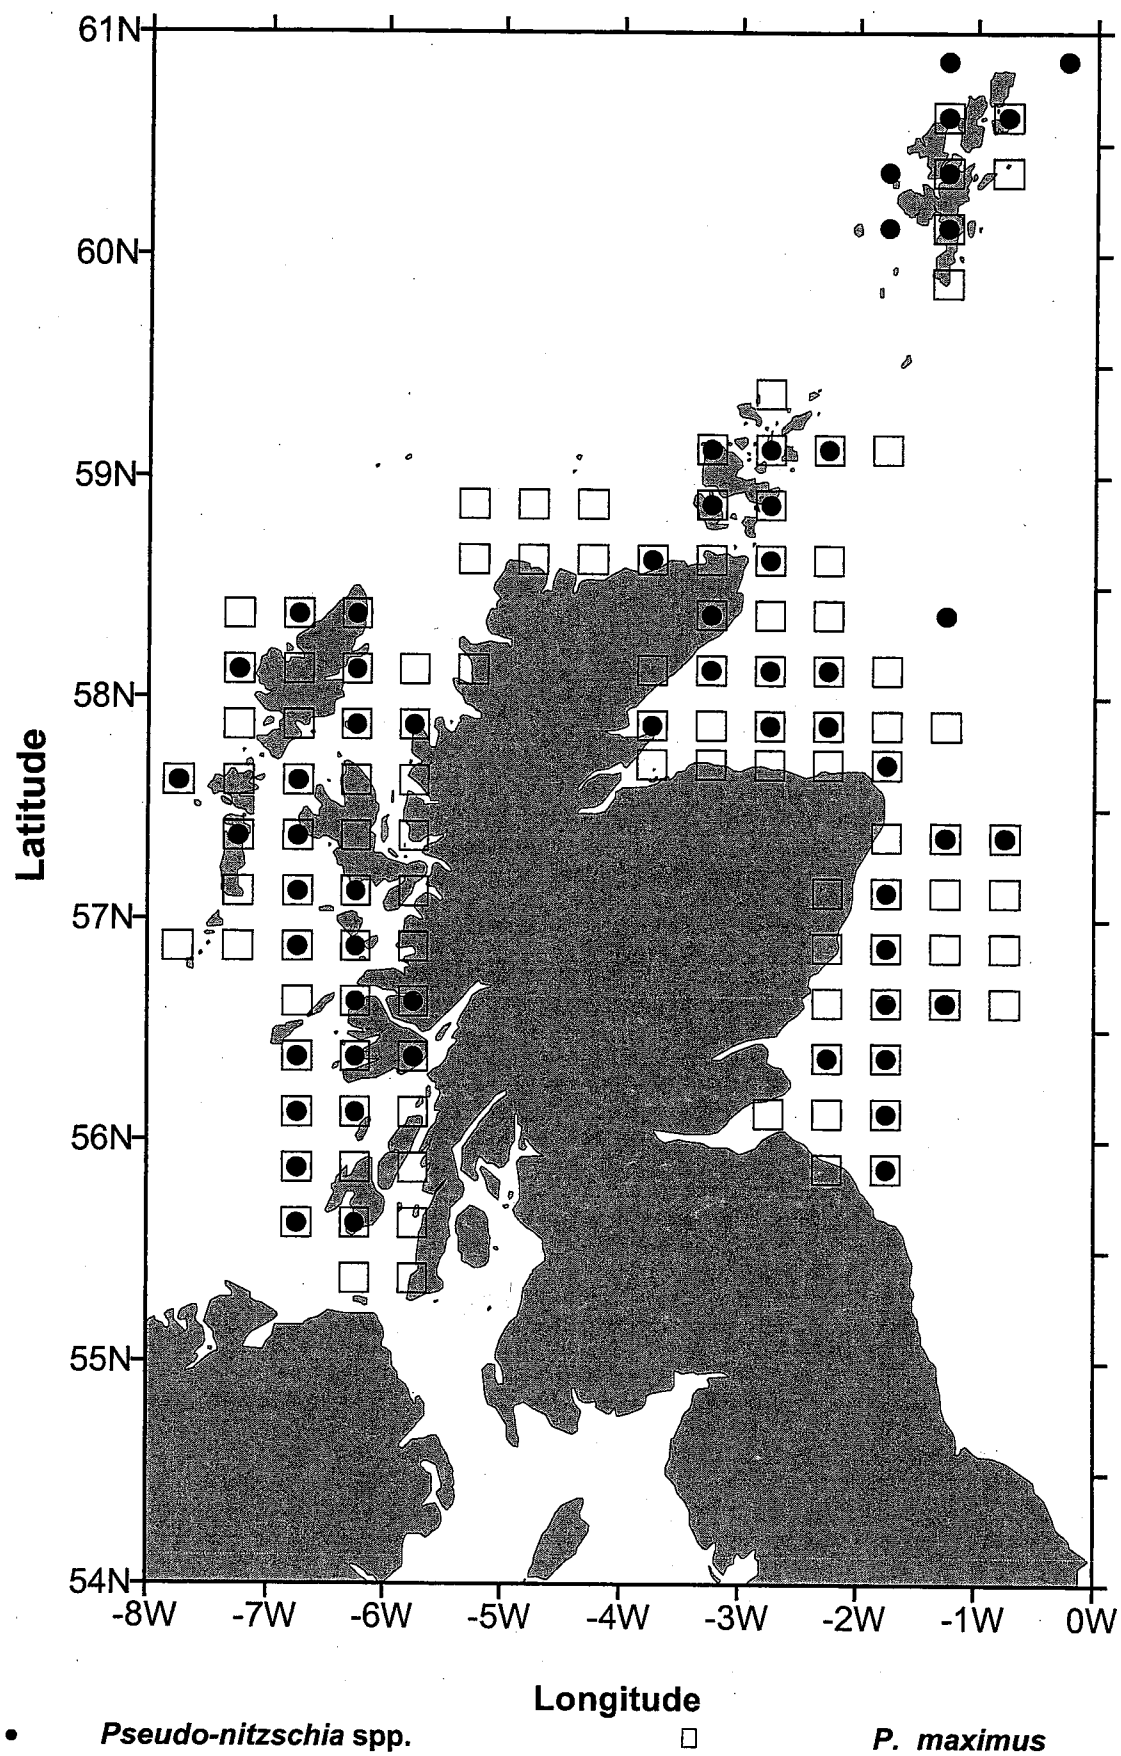 61N
60N
59N
58N
57N
56N
55N
54N
Latitude
-8W -7W -6W -5W -4W -3W -2W -1W 0W
Longitude
Pseudo-nitzschia spp. P. maximus